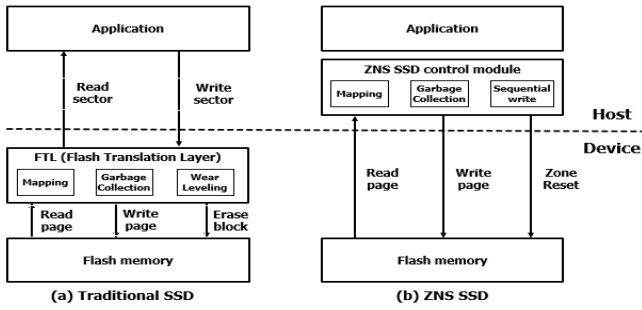 Application
Read
sector
Write
sector
FTL (Flash Translation Layer)
Mapping
Garbage
Collection
Wear
Leveling
Read
page
Write
page
Erase
block
Flash memory
(a) Traditional SSD
Application
ZNS SSD control module
Mapping
Garbage
Collection
Sequential
write
Host
Device
Read
page
Write
page
Zone
Reset
Flash memory
(b) ZNS SSD